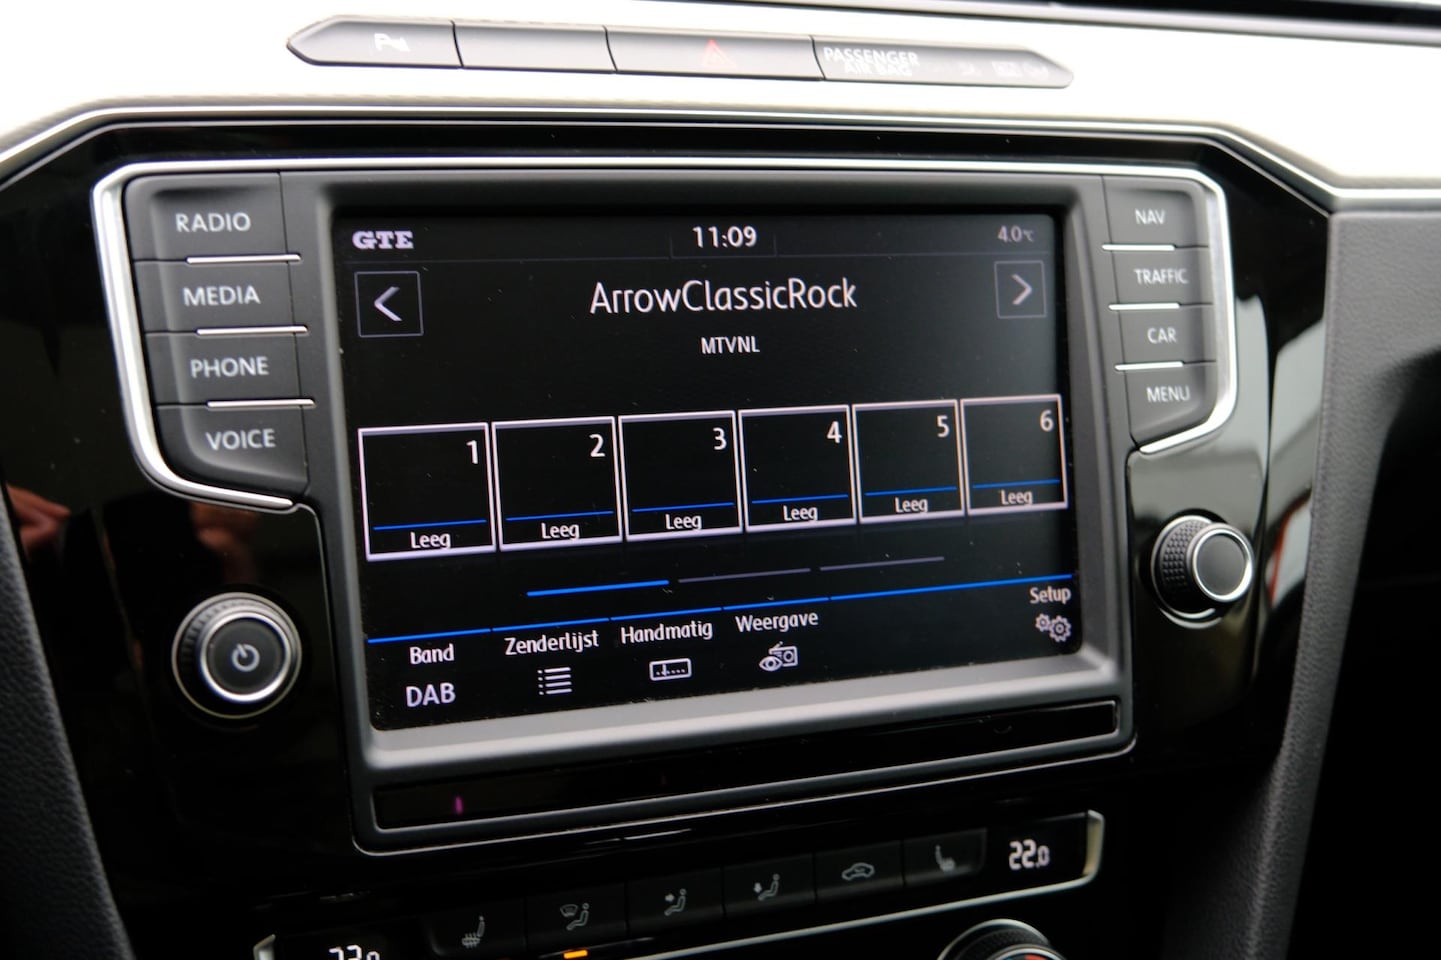 PASSENGER
AIR BAG
RADIO
MEDIA
PHONE
VOICE
GTE
11:09
4.0°C
ArrowClassicRock
MTVNL
1
2
3
4
5
6
Leeg
Leeg
Leeg
Leeg
Leeg
Leeg
Band
DAB
Zenderlijst
Handmatig
Weergave
Setup
NAV
TRAFFIC
CAR
MENU
22.0